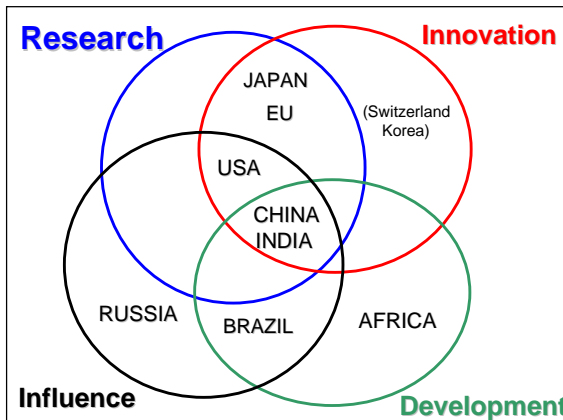 Research
Innovation
JAPAN
EU
(Switzerland
Korea)
USA
CHINA
INDIA
RUSSIA
BRAZIL
AFRICA
Influence
Development